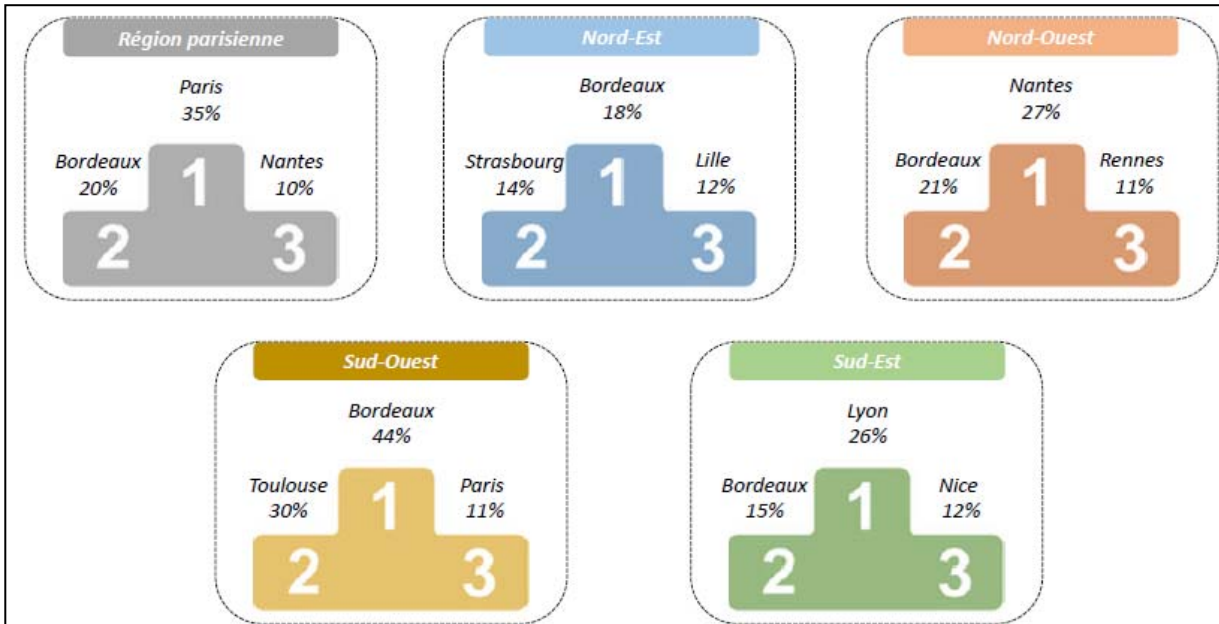 Région parisienne
Paris
35%
Bordeaux
20%
Nantes
10%
1
2
3
Nord-Est
Bordeaux
18%
Strasbourg
14%
Lille
12%
1
2
3
Nord-Ouest
Nantes
27%
Bordeaux
21%
Rennes
11%
1
2
3
Sud-Ouest
Bordeaux
44%
Toulouse
30%
Paris
11%
1
2
3
Sud-Est
Lyon
26%
Bordeaux
15%
Nice
12%
1
2
3